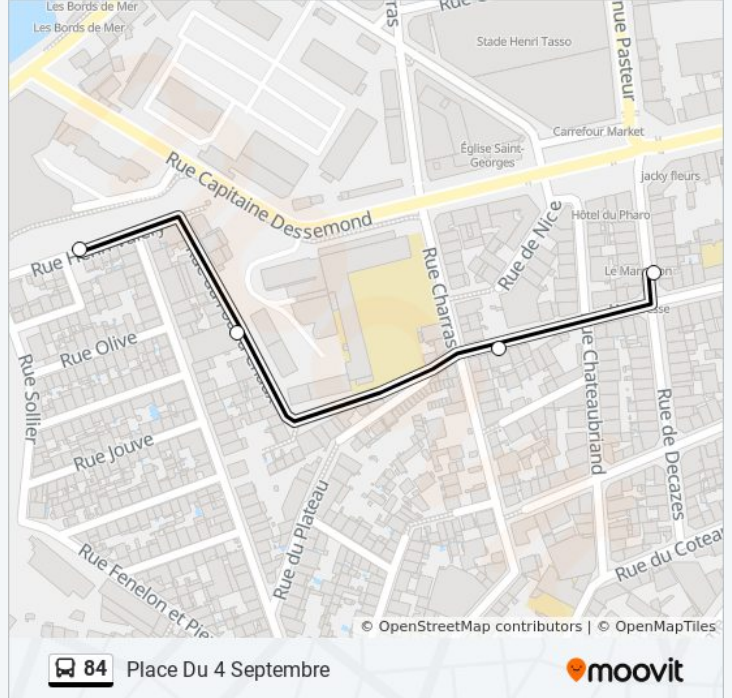 Les Bords de Mer
Les Bords de Mer
Stade Henri Tasso
nue Pasteur
Carrefour Market
Église Saint-
Georges
jacky fleurs
Rue Capitaine Dessemond
Hôtel du Pharo
Rue de Nice
Rue Charras
Rue Olive
Rue Sollier
Rue Chateaubriand
Rue de Decazes
Rue Jouve
Rue du Plateau
Rue Fenelon et Pie
Rue du Coteau
© OpenStreetMap contributors | © OpenMapTiles
84 Place Du 4 Septembre
moovit